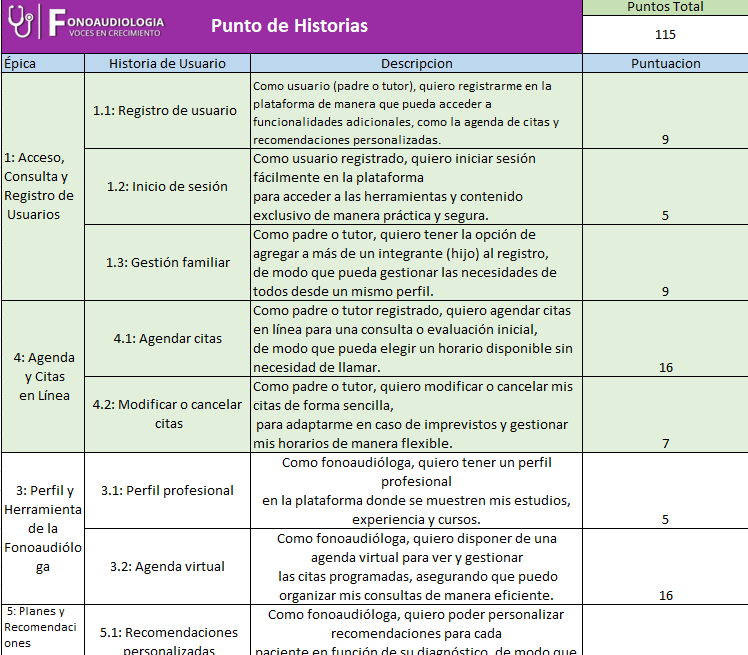 FONOAUDIOLOGIA
VOCES EN CRECIMIENTO
Punto de Historias
Puntos Total
115
Épica
Historia de Usuario
Descripcion
Puntuacion
1: Acceso,
Consulta y
Registro de
Usuarios
1.1: Registro de usuario
Como usuario (padre o tutor), quiero registrarme en la
plataforma de manera que pueda acceder a
funcionalidades adicionales, como la agenda de citas y
recomendaciones personalizadas.
9
1.2: Inicio de sesión
Como usuario registrado, quiero iniciar sesión
fácilmente en la plataforma
para acceder a las herramientas y contenido
exclusivo de manera práctica y segura.
5
1.3: Gestión familiar
Como padre o tutor, quiero tener la opción de
agregar a más de un integrante (hijo) al registro,
de modo que pueda gestionar las necesidades de
todos desde un mismo perfil.
9
4: Agenda
y Citas
en Línea
4.1: Agendar citas
Como padre o tutor registrado, quiero agendar citas
en línea para una consulta o evaluación inicial,
de modo que pueda elegir un horario disponible sin
necesidad de llamar.
16
4.2: Modificar o cancelar
citas
Como padre o tutor, quiero modificar o cancelar mis
citas de forma sencilla,
para adaptarme en caso de imprevistos y gestionar
mis horarios de manera flexible.
7
3: Perfil y
Herramienta
de la
Fonoaudiólo
ga
3.1: Perfil profesional
Como fonoaudióloga, quiero tener un perfil
profesional
en la plataforma donde se muestren mis estudios,
experiencia y cursos.
5
3.2: Agenda virtual
Como fonoaudióloga, quiero disponer de una
agenda virtual para ver y gestionar
las citas programadas, asegurando que puedo
organizar mis consultas de manera eficiente.
16
5: Planes y
Recomendaci
ones
5.1: Recomendaciones
personalizadas
Como fonoaudióloga, quiero poder personalizar
recomendaciones para cada
paciente en función de su diagnóstico, de modo que